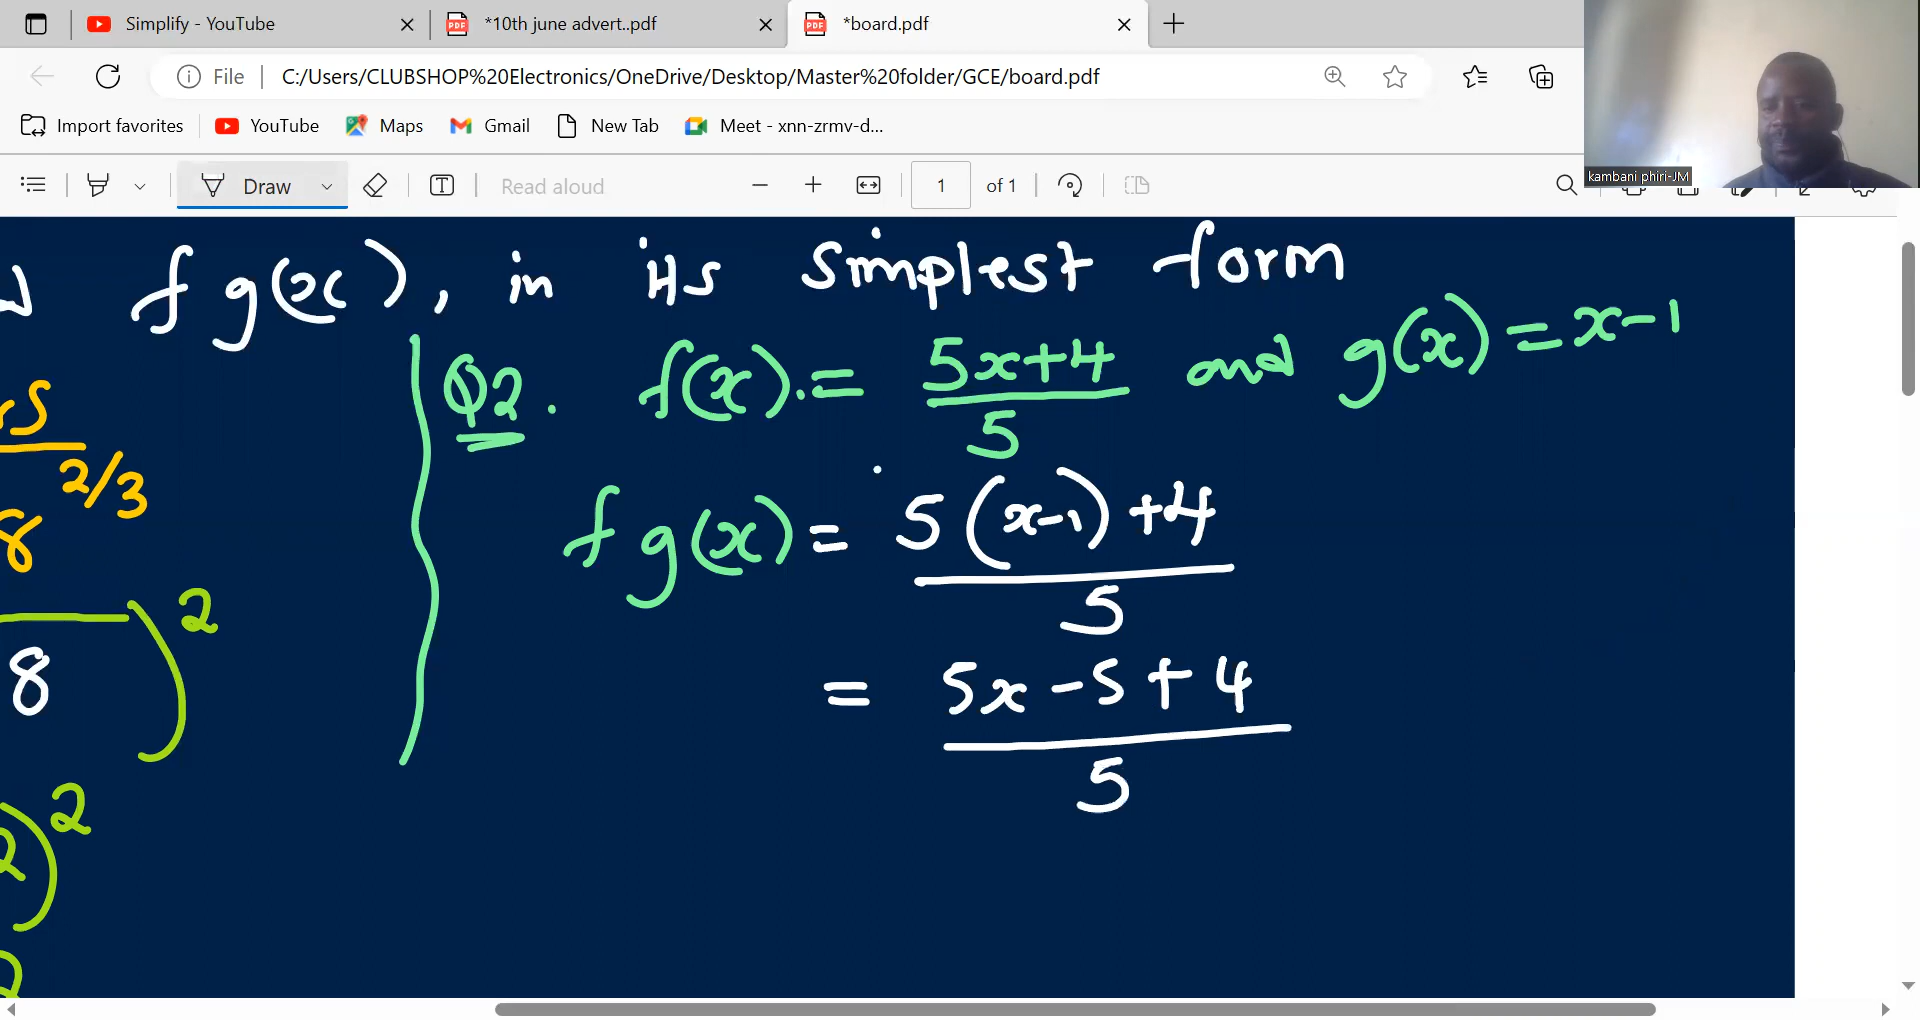 Simplify - YouTube
*10th june advert..pdf
*board.pdf
File
C:/Users/CLUBSHOP%20Electronics/OneDrive/Desktop/Master%20folder/GCE/board.pdf
Import favorites
YouTube
Maps
Gmail
New Tab
Meet - xnn-zrmv-d...
kambani phiri-JM
Draw
Read aloud
1 of 1
fg(x), in its simplest form
Q2. f(x) = (5x+4)/5 and g(x) = x-1
2/3
8
fg(x) = (5(x-1)+4)/5
)²
8
= (5x-5+4)/5
)²